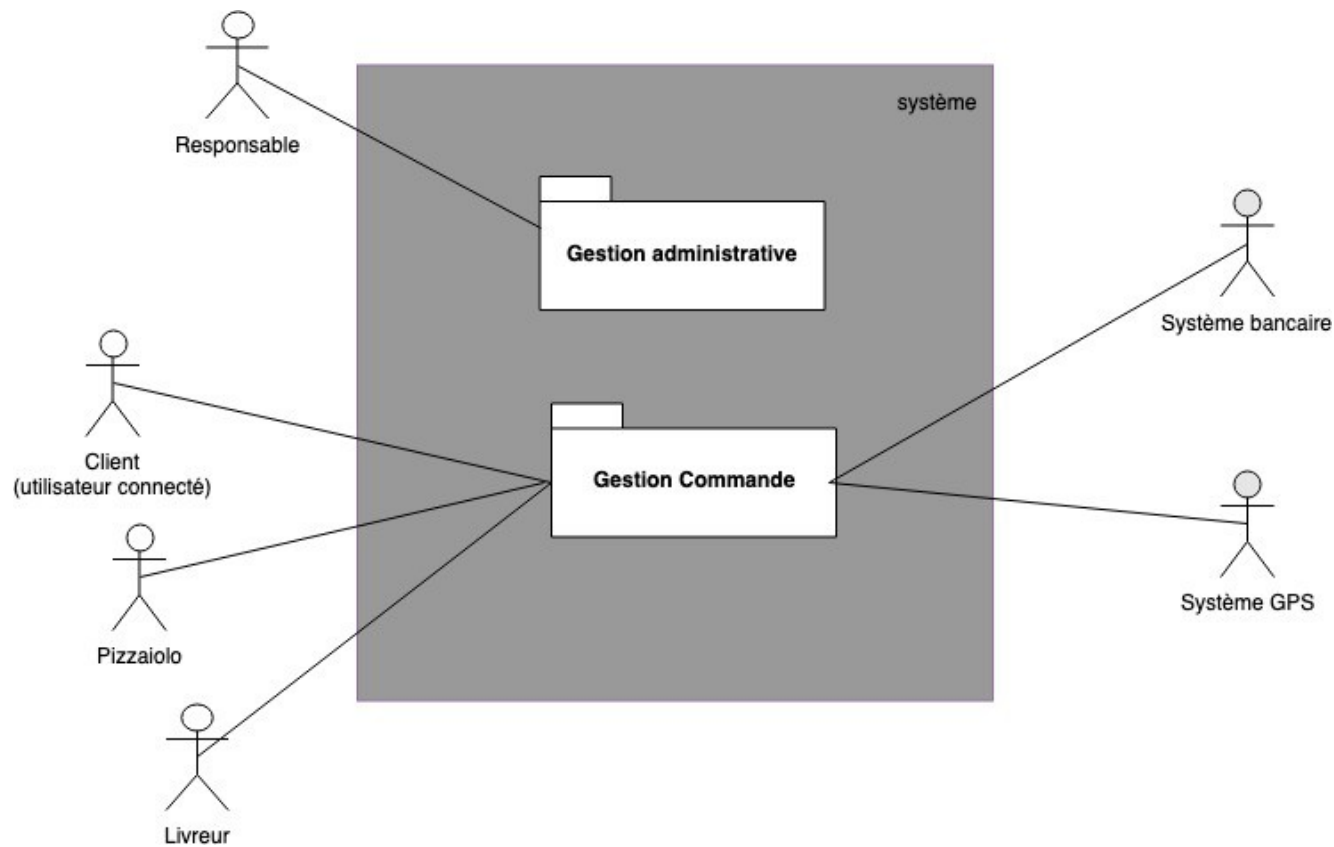 système
Responsable
Gestion administrative
Système bancaire
Client
(utilisateur connecté)
Gestion Commande
Système GPS
Pizzaiolo
Livreur